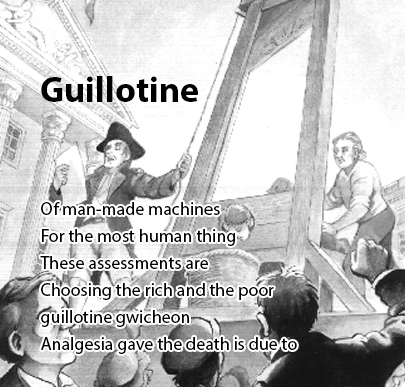 Guillotine
Of man-made machines
For the most human thing
These assessments are
Choosing the rich and the poor
guillotine gwicheon
Analgesia gave the death is due to